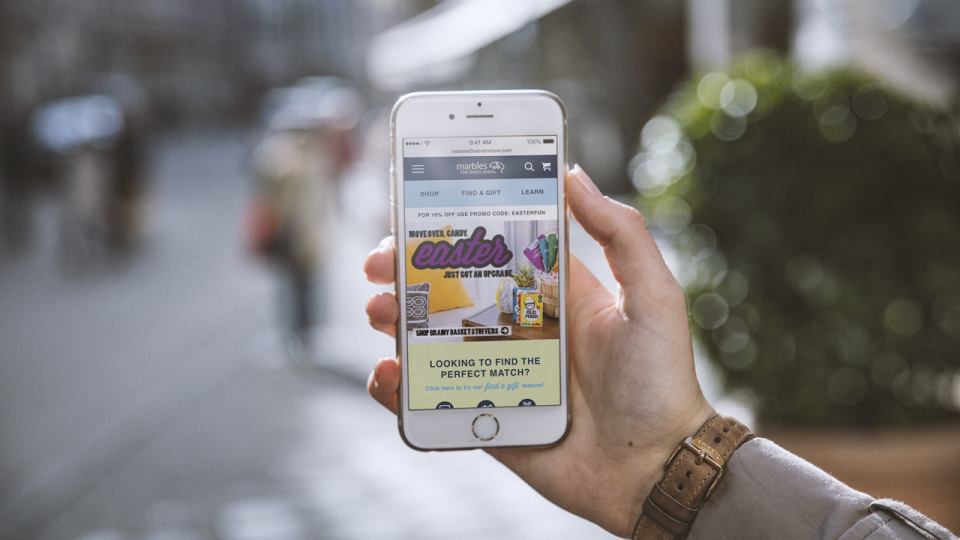 9:41 AM
100%
marblesthebrainstore.com
marbles
the brain store
SHOP FIND A GIFT LEARN
FOR 10% OFF USE PROMO CODE: EASTERFUN
MOVE OVER, CANDY.
easter
JUST GOT AN UPGRADE
OLD MAID
SHOP BRAINY BASKET STUFFERS
LOOKING TO FIND THE
PERFECT MATCH?
Click here to try our find a gift feature!